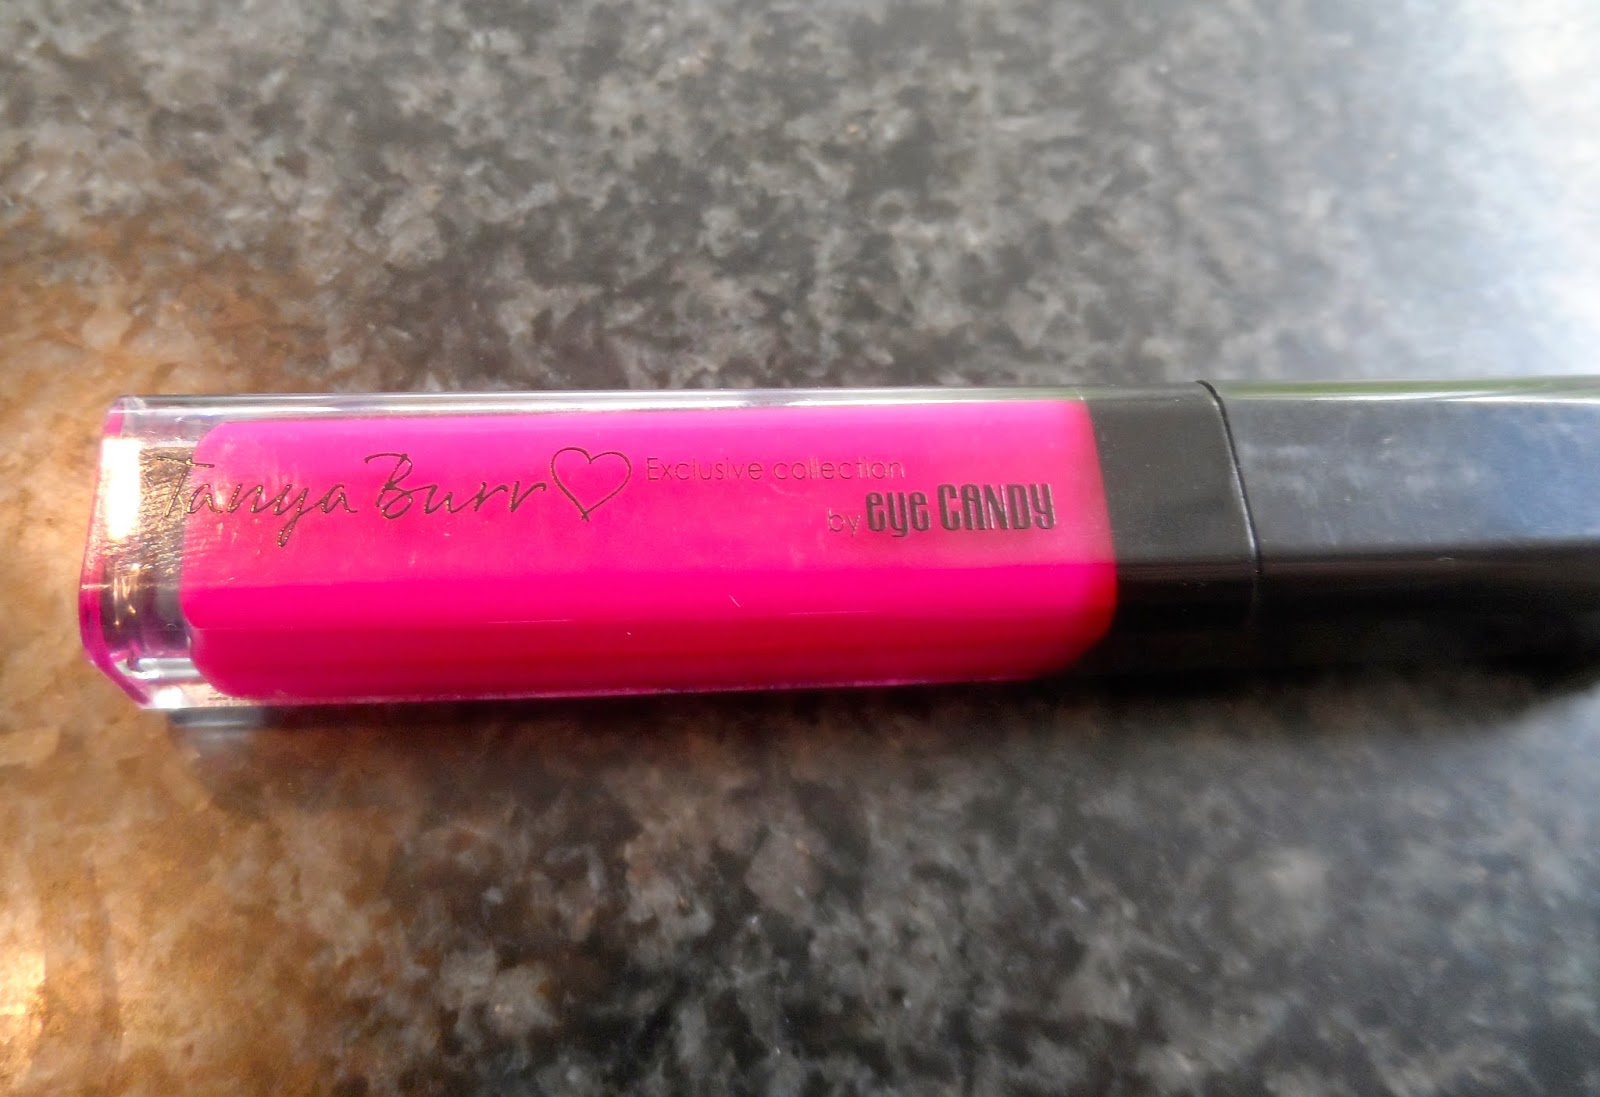 Tanya Burr Exclusive collection
by eye CANDY